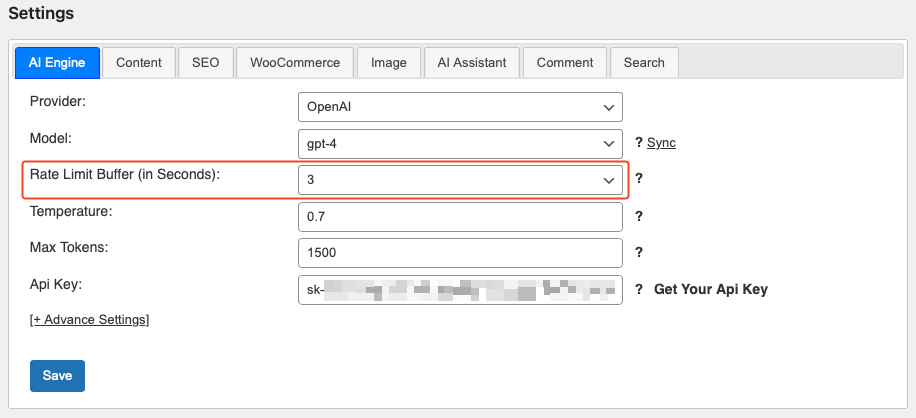 Settings
AI Engine Content SEO WooCommerce Image AI Assistant Comment Search
Provider: OpenAI
Model: gpt-4 ? Sync
Rate Limit Buffer (in Seconds): 3 ?
Temperature: 0.7 ?
Max Tokens: 1500 ?
Api Key: sk- ? Get Your Api Key
[+ Advance Settings]
Save